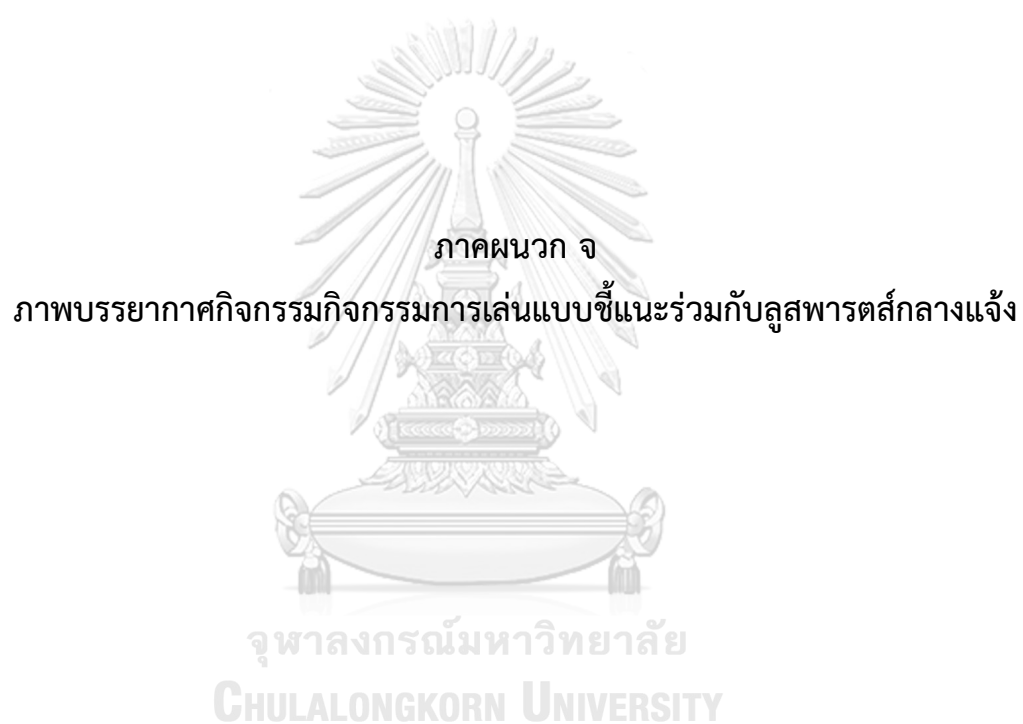 ภาคผนวก จ
ภาพบรรยากาศกิจกรรมกิจกรรมการเล่นแบบชี้แนะร่วมกับลูสพารตส์กลางแจ้ง
จุฬาลงกรณ์มหาวิทยาลัย
CHULALONGKORN UNIVERSITY